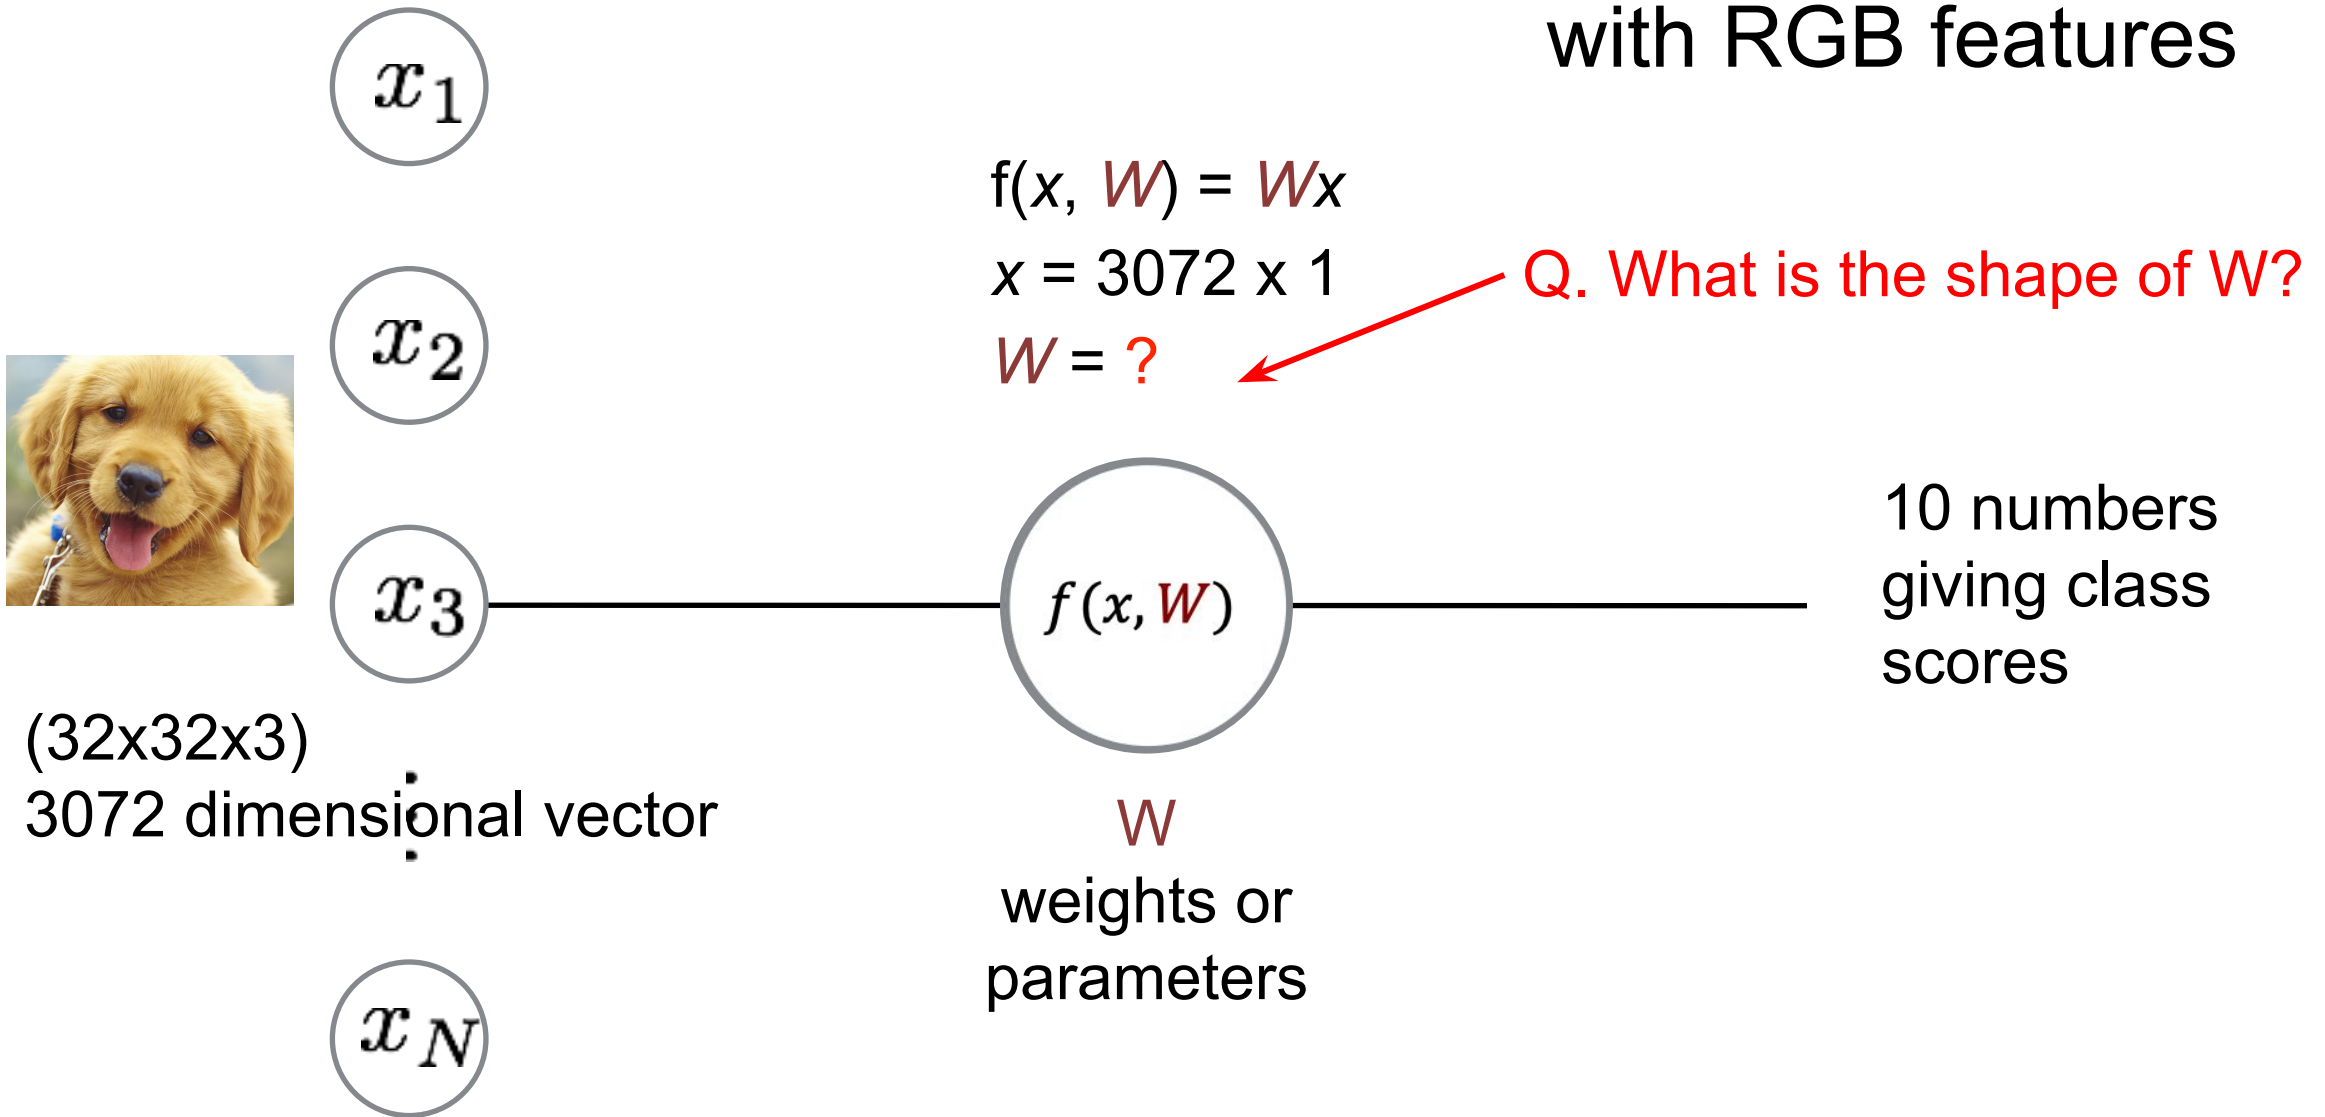 with RGB features
x1
f(x, W) = Wx
x = 3072 x 1
Q. What is the shape of W?
W = ?
x2
x3
f(x, W)
10 numbers
giving class
scores
(32x32x3)
3072 dimensional vector
W
weights or
parameters
xN